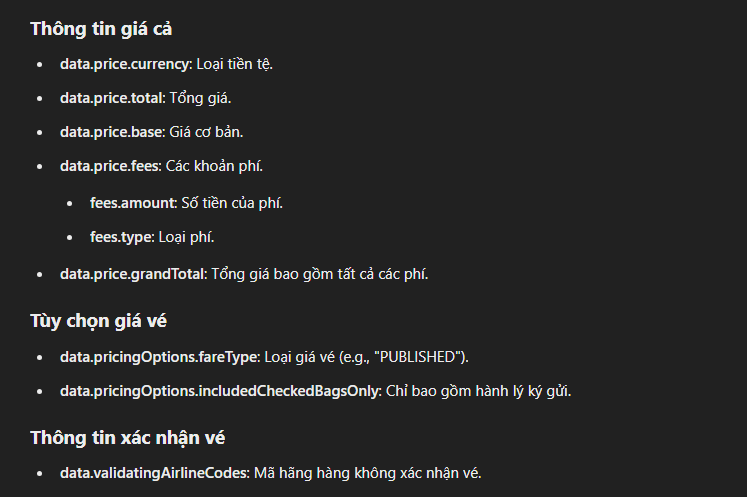 Thông tin giá cả
data.price.currency: Loại tiền tệ.
data.price.total: Tổng giá.
data.price.base: Giá cơ bản.
data.price.fees: Các khoản phí.
fees.amount: Số tiền của phí.
fees.type: Loại phí.
data.price.grandTotal: Tổng giá bao gồm tất cả các phí.
Tùy chọn giá vé
data.pricingOptions.fareType: Loại giá vé (e.g., "PUBLISHED").
data.pricingOptions.includedCheckedBagsOnly: Chỉ bao gồm hành lý ký gửi.
Thông tin xác nhận vé
data.validatingAirlineCodes: Mã hãng hàng không xác nhận vé.